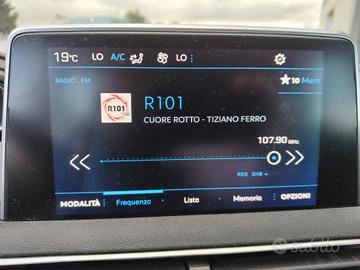 19°C LO A/C LO
RADIO : FM
10 Mem
R101
R101
CUORE ROTTO - TIZIANO FERRO
107.90 MHz
RDS DAB
MODALITÀ Frequenza Lista Memoria OPZIONI
subito